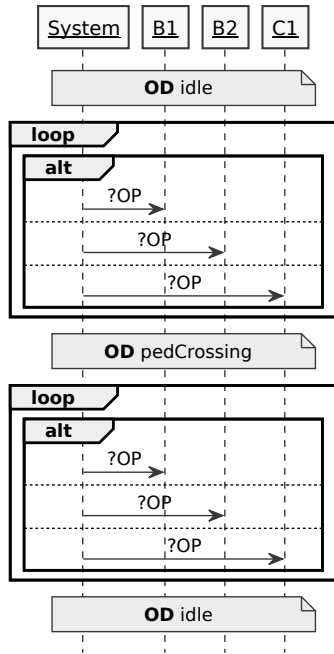 System B1 B2 C1
OD idle
loop
alt
?OP
?OP
?OP
OD pedCrossing
loop
alt
?OP
?OP
?OP
OD idle